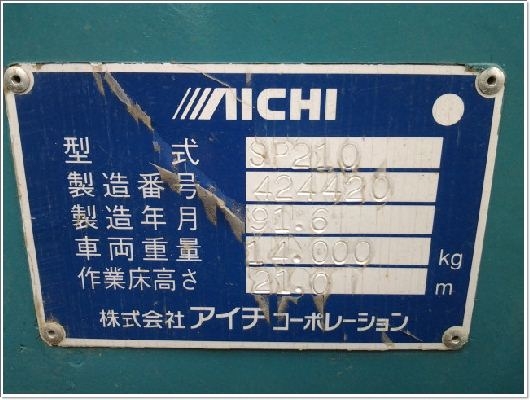 AICHI
型式 SP210
製造番号 424420
製造年月 91.6
車両重量 14.000 kg
作業床高さ 21.0 m
株式会社 アイチ コーポレーション